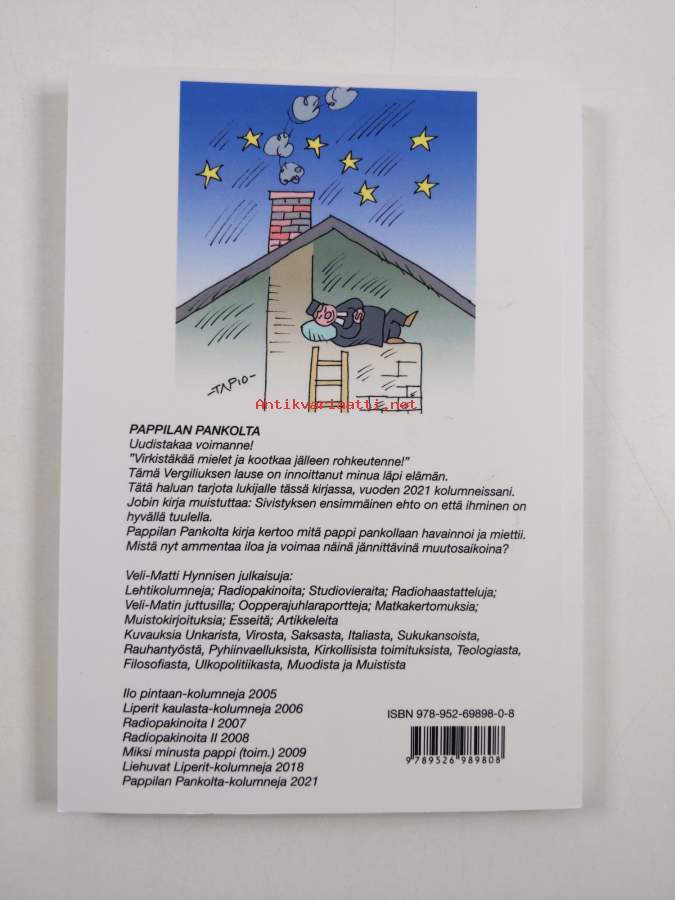 -TAPIO-
Antikvariaatti.net
PAPPILAN PANKOLTA
Uudistakaa voimanne!
”Virkistäkää mielet ja kootkaa jälleen rohkeutenne!”
Tämä Vergiliuksen lause on innoittanut minua läpi elämän.
Tätä haluan tarjota lukijalle tässä kirjassa, vuoden 2021 kolumneissani.
Jobin kirja muistuttaa: Sivistyksen ensimmäinen ehto on että ihminen on
hyvällä tuulella.
Pappilan Pankolta kirja kertoo mitä pappi pankollaan havainnoi ja miettii.
Mistä nyt ammentaa iloa ja voimaa näinä jännittävinä muutosaikoina?
Veli-Matti Hynnisen julkaisuja:
Lehtikolumneja; Radiopakinoita; Studiovieraita; Radiohaastatteluja;
Veli-Matin juttusilla; Oopperajuhlaraportteja; Matkakertomuksia;
Muistokirjoituksia; Esseitä; Artikkeleita
Kuvauksia Unkarista, Virosta, Saksasta, Italiasta, Sukukansoista,
Rauhantyöstä, Pyhiinvaelluksista, Kirkollisista toimituksista, Teologiasta,
Filosofiasta, Ulkopolitiikasta, Muodista ja Muistista
Ilo pintaan-kolumneja 2005
Liperit kaulasta-kolumneja 2006
Radiopakinoita I 2007
Radiopakinoita II 2008
Miksi minusta pappi (toim.) 2009
Liehuvat Liperit-kolumneja 2018
Pappilan Pankolta-kolumneja 2021
ISBN 978-952-69898-0-8
9 789526 989808